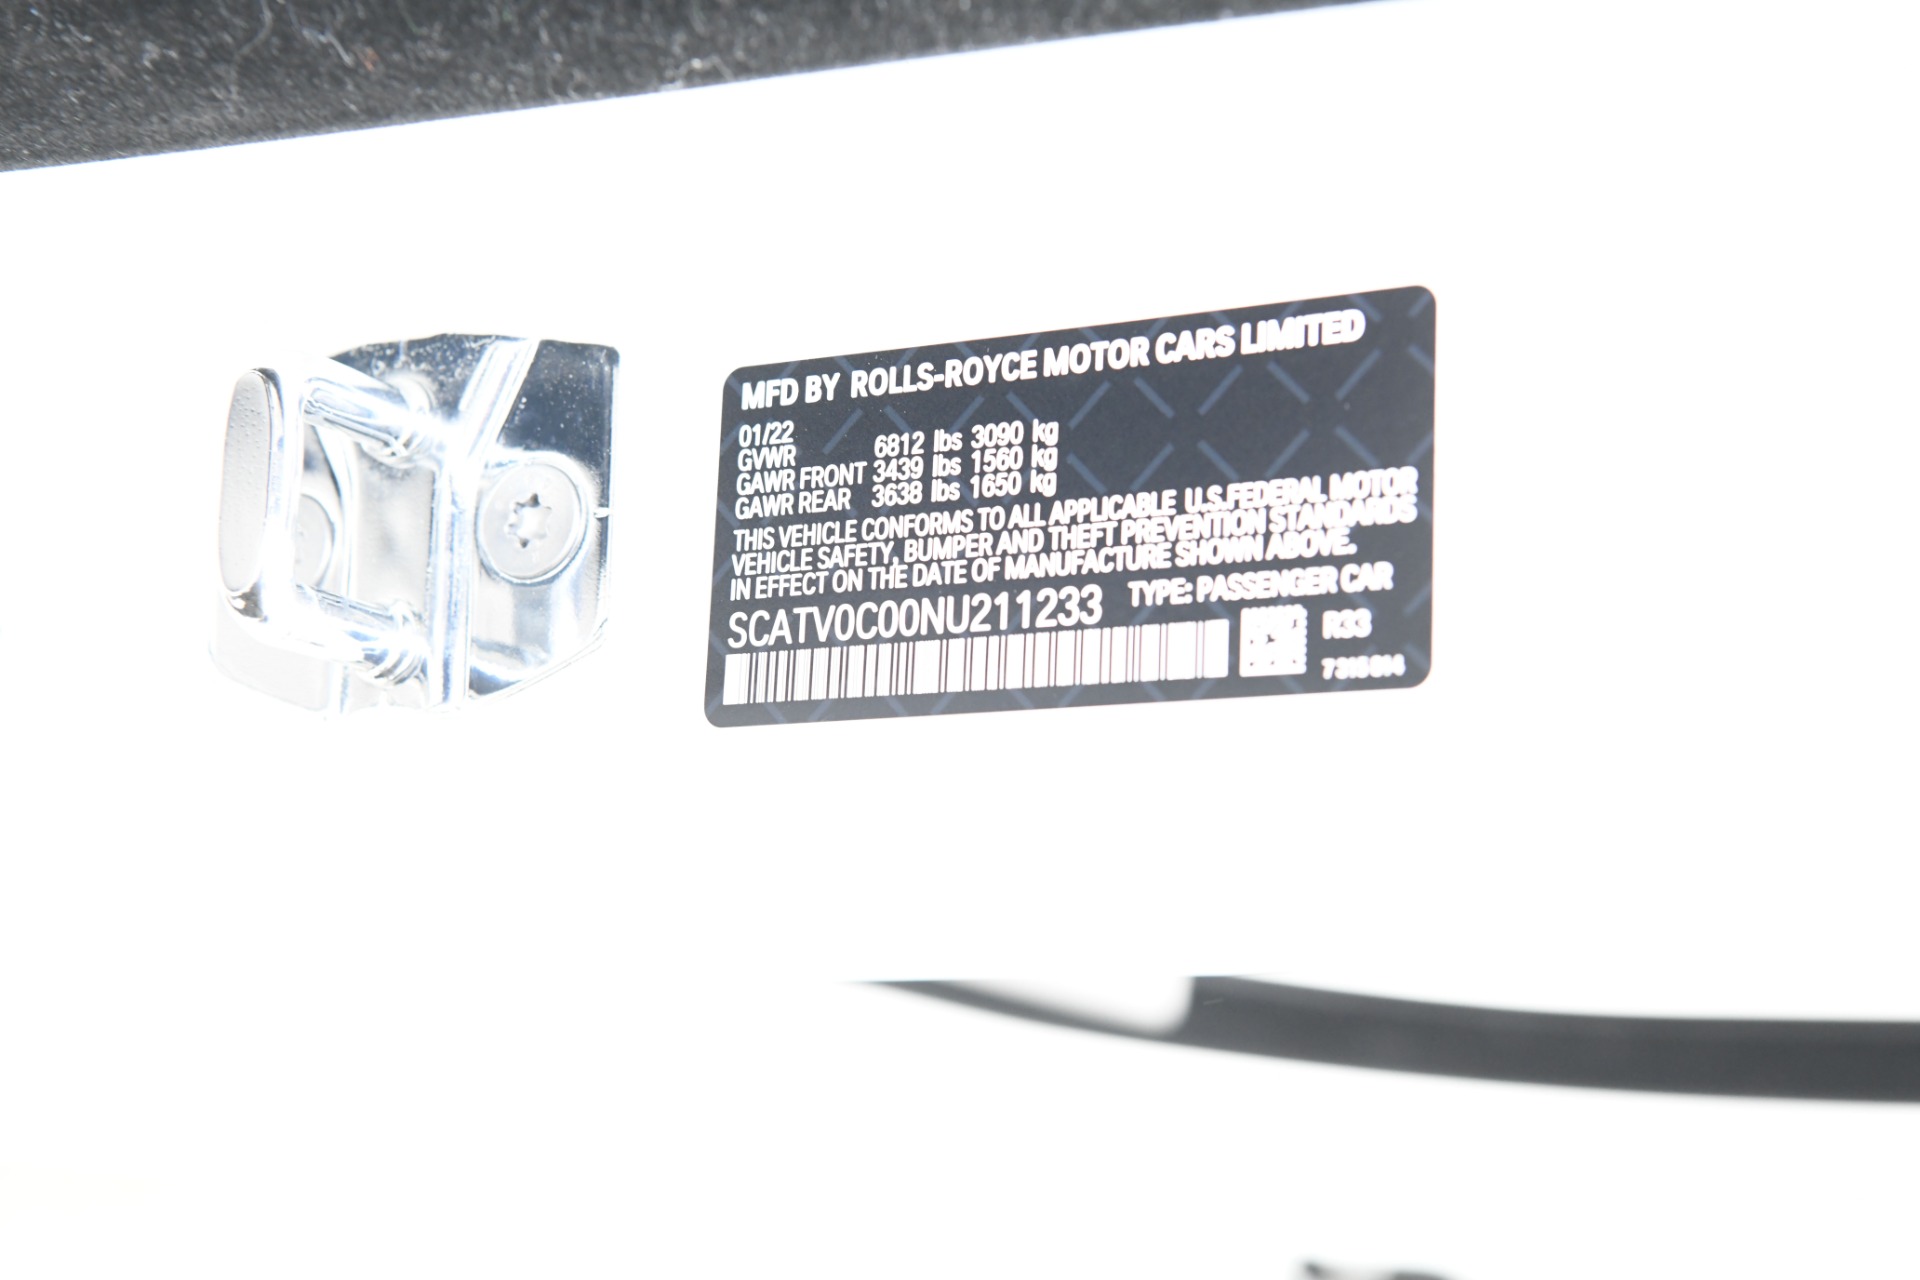 MFD BY ROLLS-ROYCE MOTOR CARS LIMITED
01/22
GVWR 6812 lbs 3090 kg
GAWR FRONT 3439 lbs 1560 kg
GAWR REAR 3638 lbs 1650 kg
THIS VEHICLE CONFORMS TO ALL APPLICABLE U.S.FEDERAL MOTOR
VEHICLE SAFETY, BUMPER AND THEFT PREVENTION STANDARDS
IN EFFECT ON THE DATE OF MANUFACTURE SHOWN ABOVE.
SCATV0C00NU211233 TYPE: PASSENGER CAR
R33